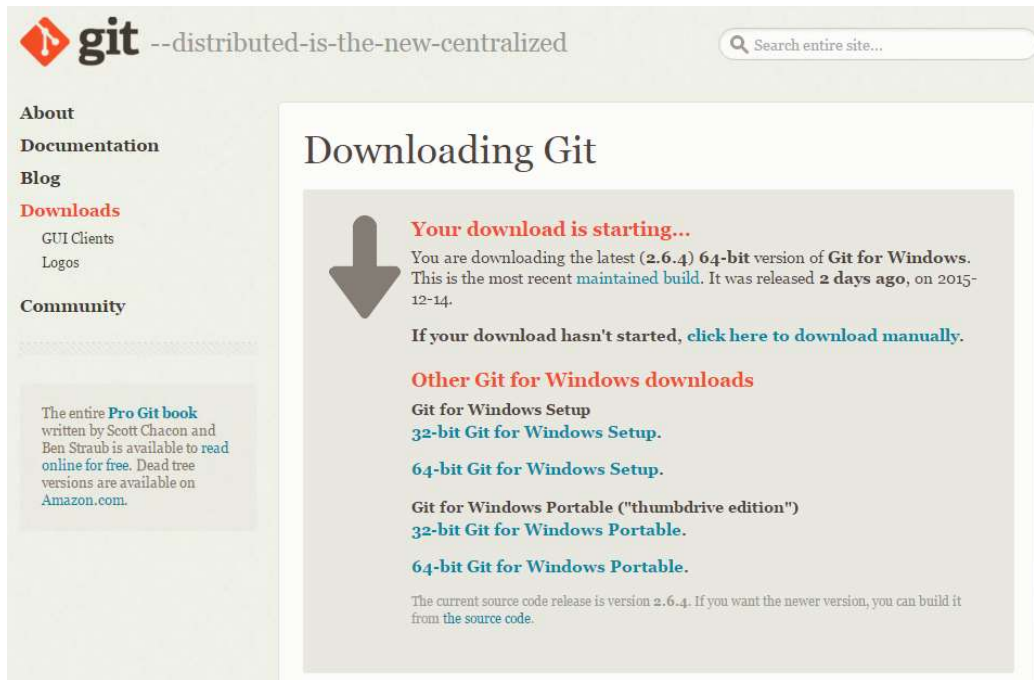 git --distributed-is-the-new-centralized
Search entire site...
About
Documentation
Blog
Downloads
GUI Clients
Logos
Community
The entire Pro Git book
written by Scott Chacon and
Ben Straub is available to read
online for free. Dead tree
versions are available on
Amazon.com.
Downloading Git
Your download is starting...
You are downloading the latest (2.6.4) 64-bit version of Git for Windows.
This is the most recent maintained build. It was released 2 days ago, on 2015-
12-14.
If your download hasn't started, click here to download manually.
Other Git for Windows downloads
Git for Windows Setup
32-bit Git for Windows Setup.
64-bit Git for Windows Setup.
Git for Windows Portable ("thumbdrive edition")
32-bit Git for Windows Portable.
64-bit Git for Windows Portable.
The current source code release is version 2.6.4. If you want the newer version, you can build it
from the source code.